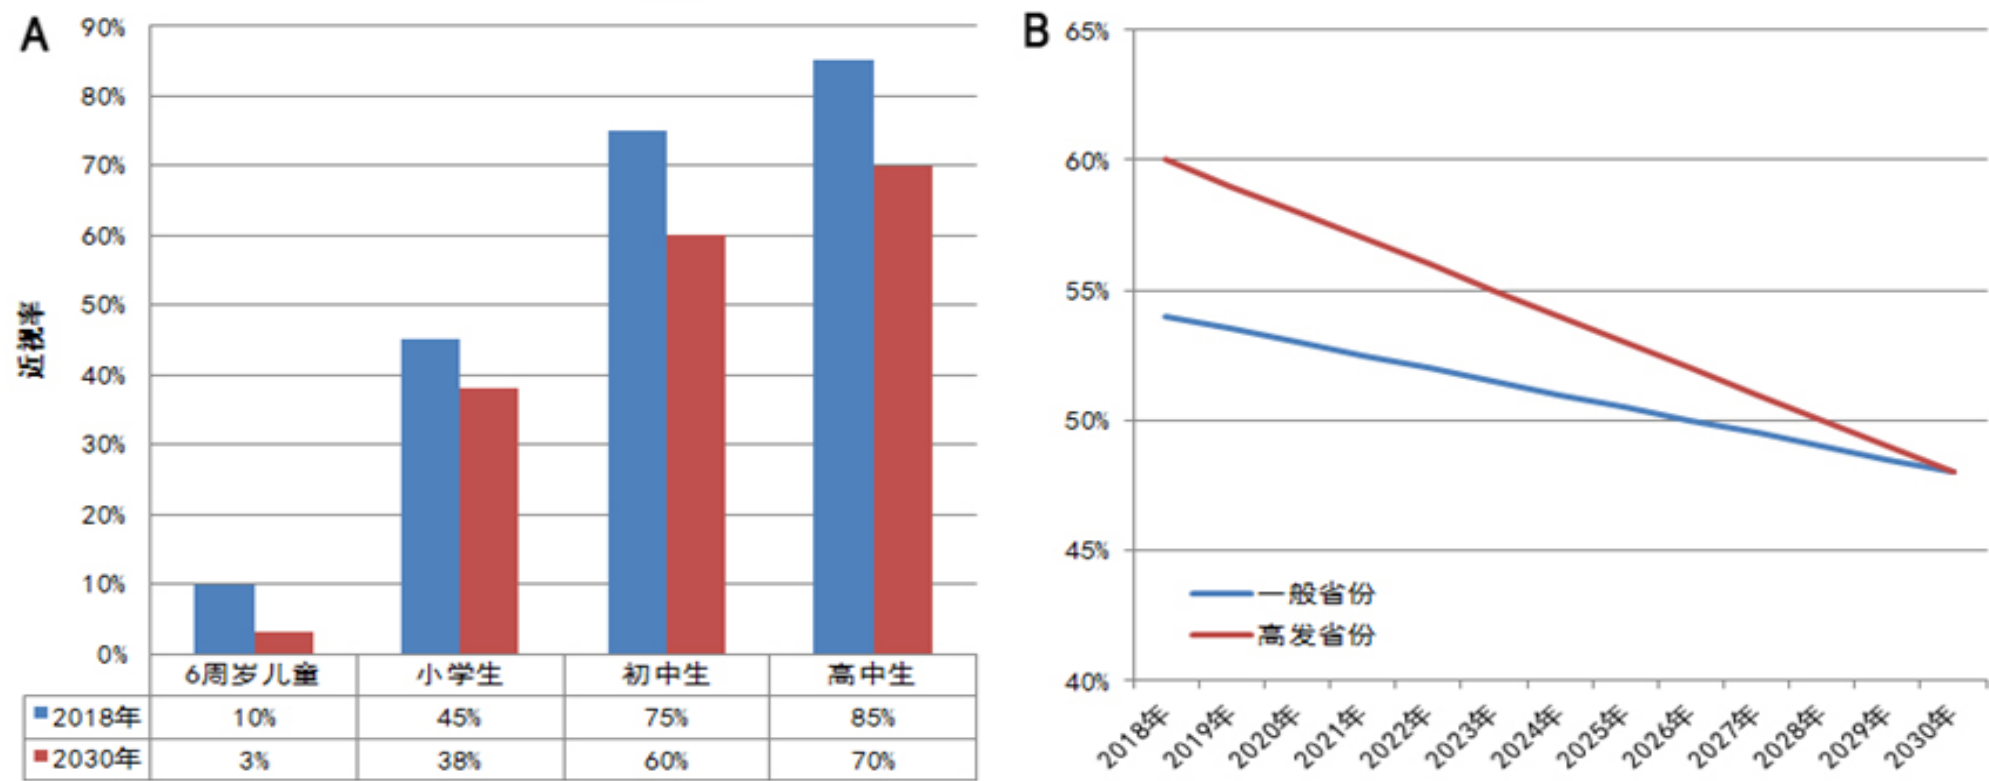 A
90%
80%
70%
60%
50%
40%
30%
20%
10%
0%
近视率
6周岁儿童 小学生 初中生 高中生
2018年 10% 45% 75% 85%
2030年 3% 38% 60% 70%
B
65%
60%
55%
50%
45%
40%
一般省份
高发省份
2018年 2019年 2020年 2021年 2022年 2023年 2024年 2025年 2026年 2027年 2028年 2029年 2030年